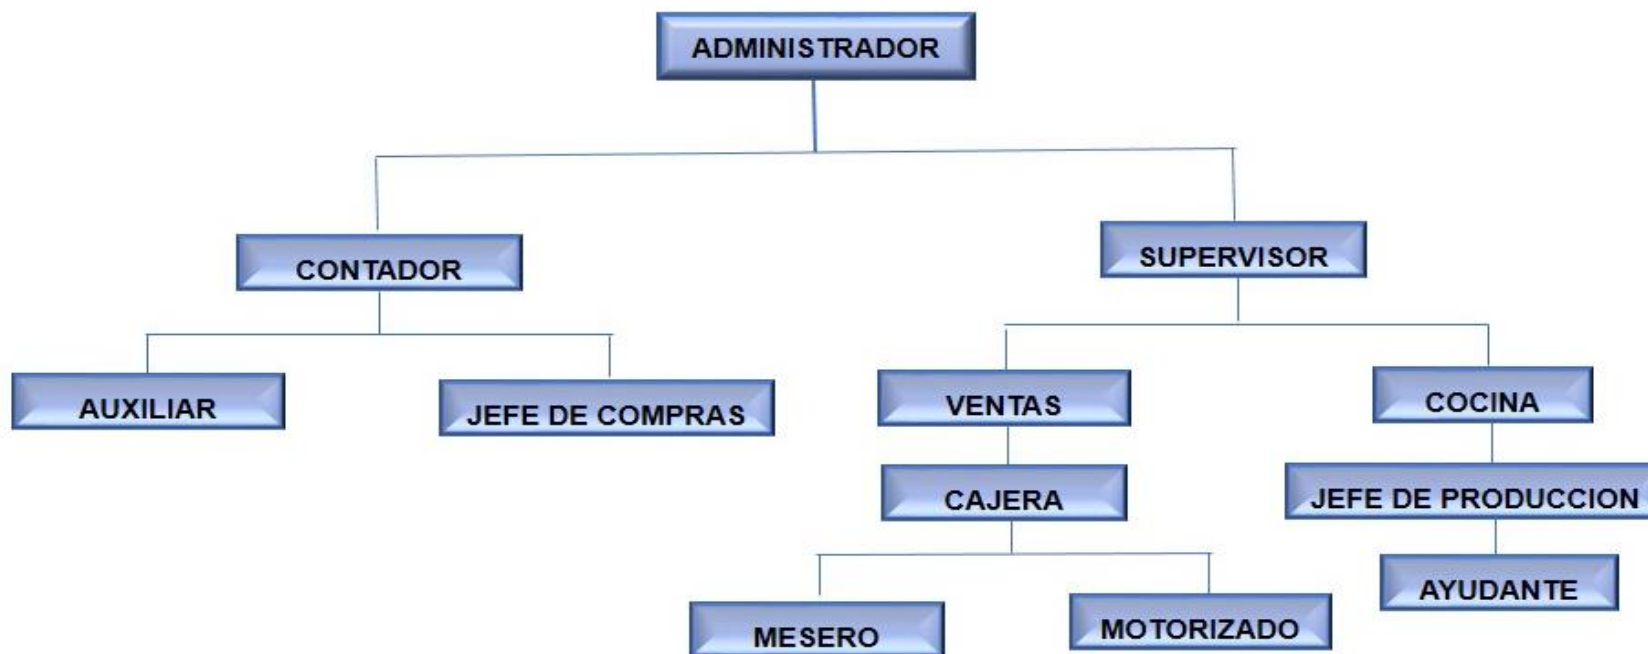 ADMINISTRADOR
CONTADOR
SUPERVISOR
AUXILIAR
JEFE DE COMPRAS
VENTAS
COCINA
CAJERA
JEFE DE PRODUCCION
AYUDANTE
MESERO
MOTORIZADO